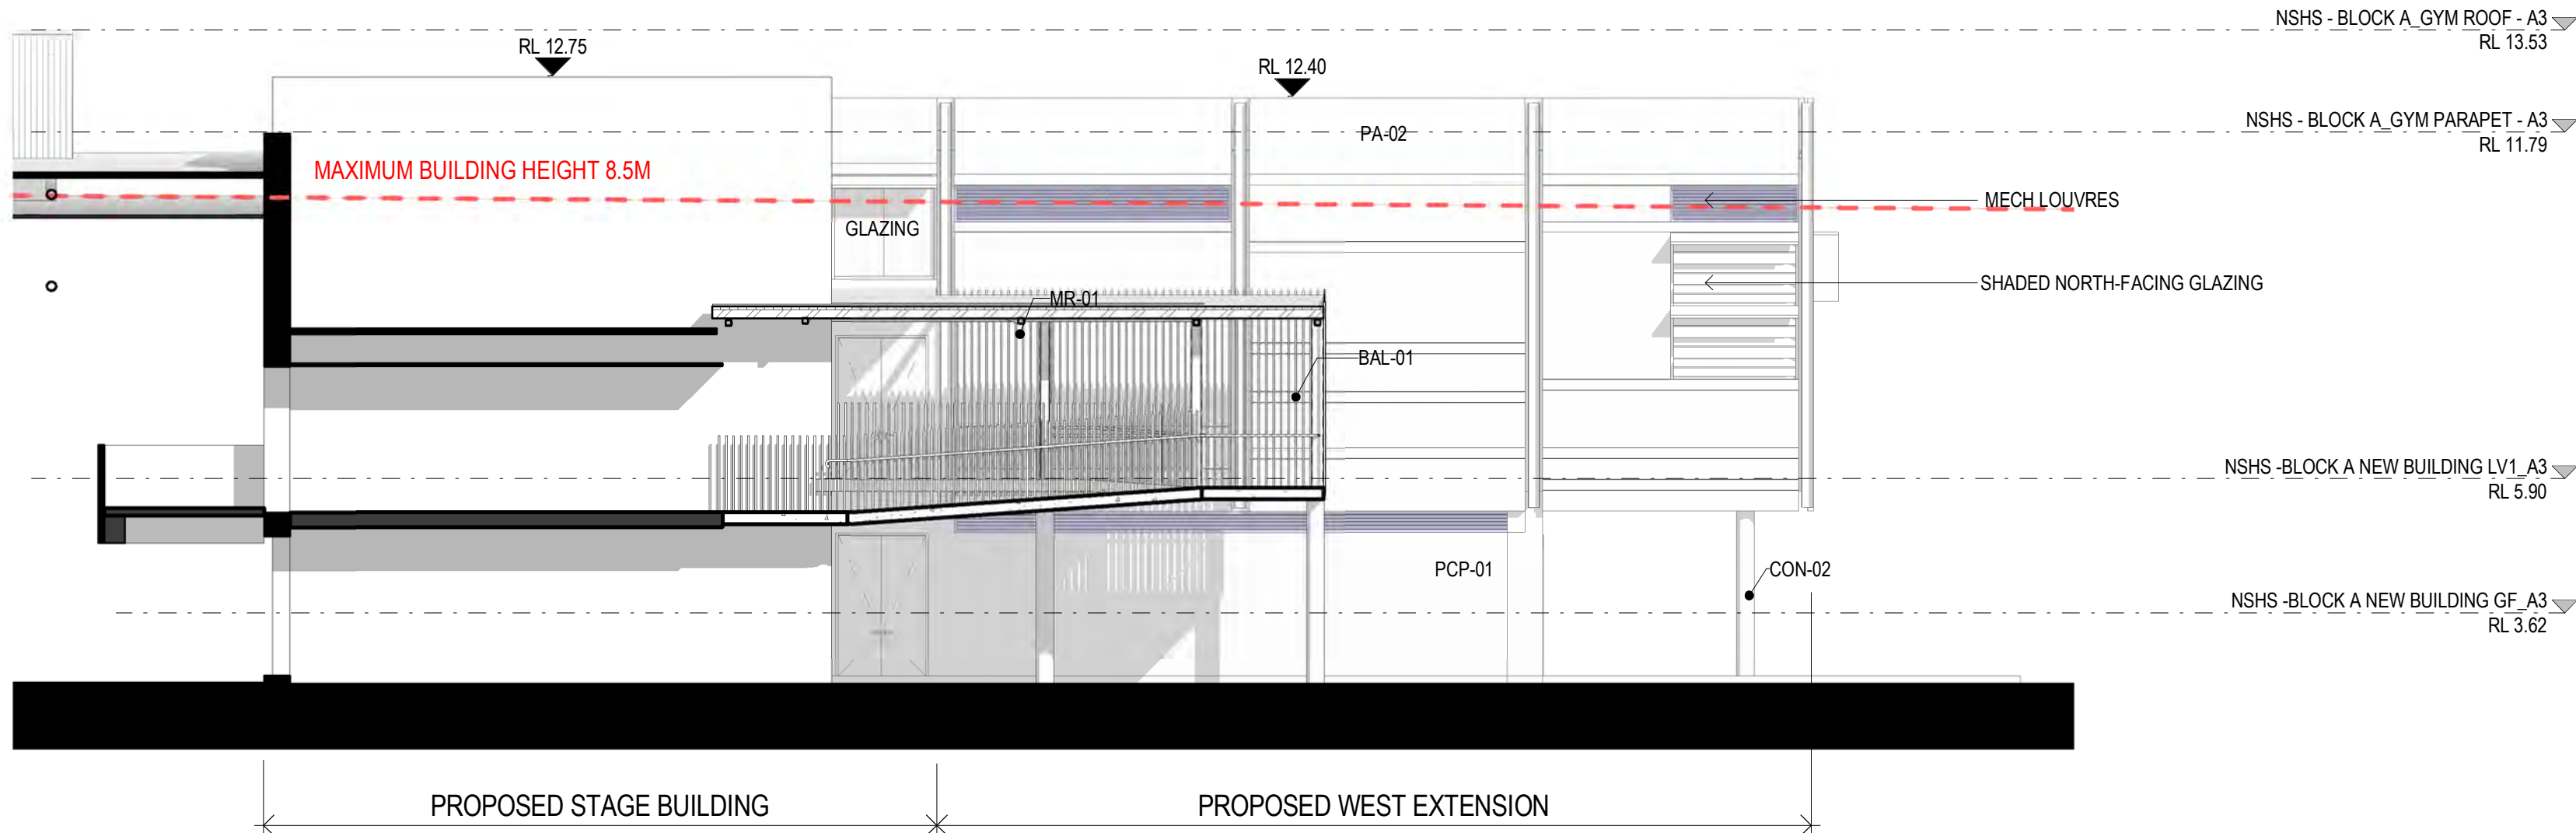 NSHS - BLOCK A_GYM ROOF - A3
RL 13.53
RL 12.75
RL 12.40
NSHS - BLOCK A_GYM PARAPET - A3
RL 11.79
PA-02
MAXIMUM BUILDING HEIGHT 8.5M
MECH LOUVRES
GLAZING
SHADED NORTH-FACING GLAZING
MR-01
BAL-01
NSHS -BLOCK A NEW BUILDING LV1_A3
RL 5.90
PCP-01
CON-02
NSHS -BLOCK A NEW BUILDING GF_A3
RL 3.62
PROPOSED STAGE BUILDING
PROPOSED WEST EXTENSION